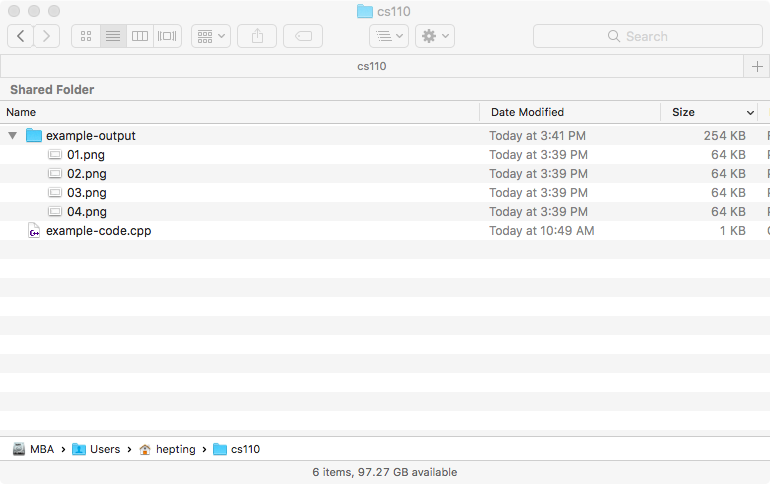 cs110
Search
cs110
Shared Folder
Name Date Modified Size
example-output Today at 3:41 PM 254 KB
01.png Today at 3:39 PM 64 KB
02.png Today at 3:39 PM 64 KB
03.png Today at 3:39 PM 64 KB
04.png Today at 3:39 PM 64 KB
example-code.cpp Today at 10:49 AM 1 KB
MBA › Users › hepting › cs110
6 items, 97.27 GB available